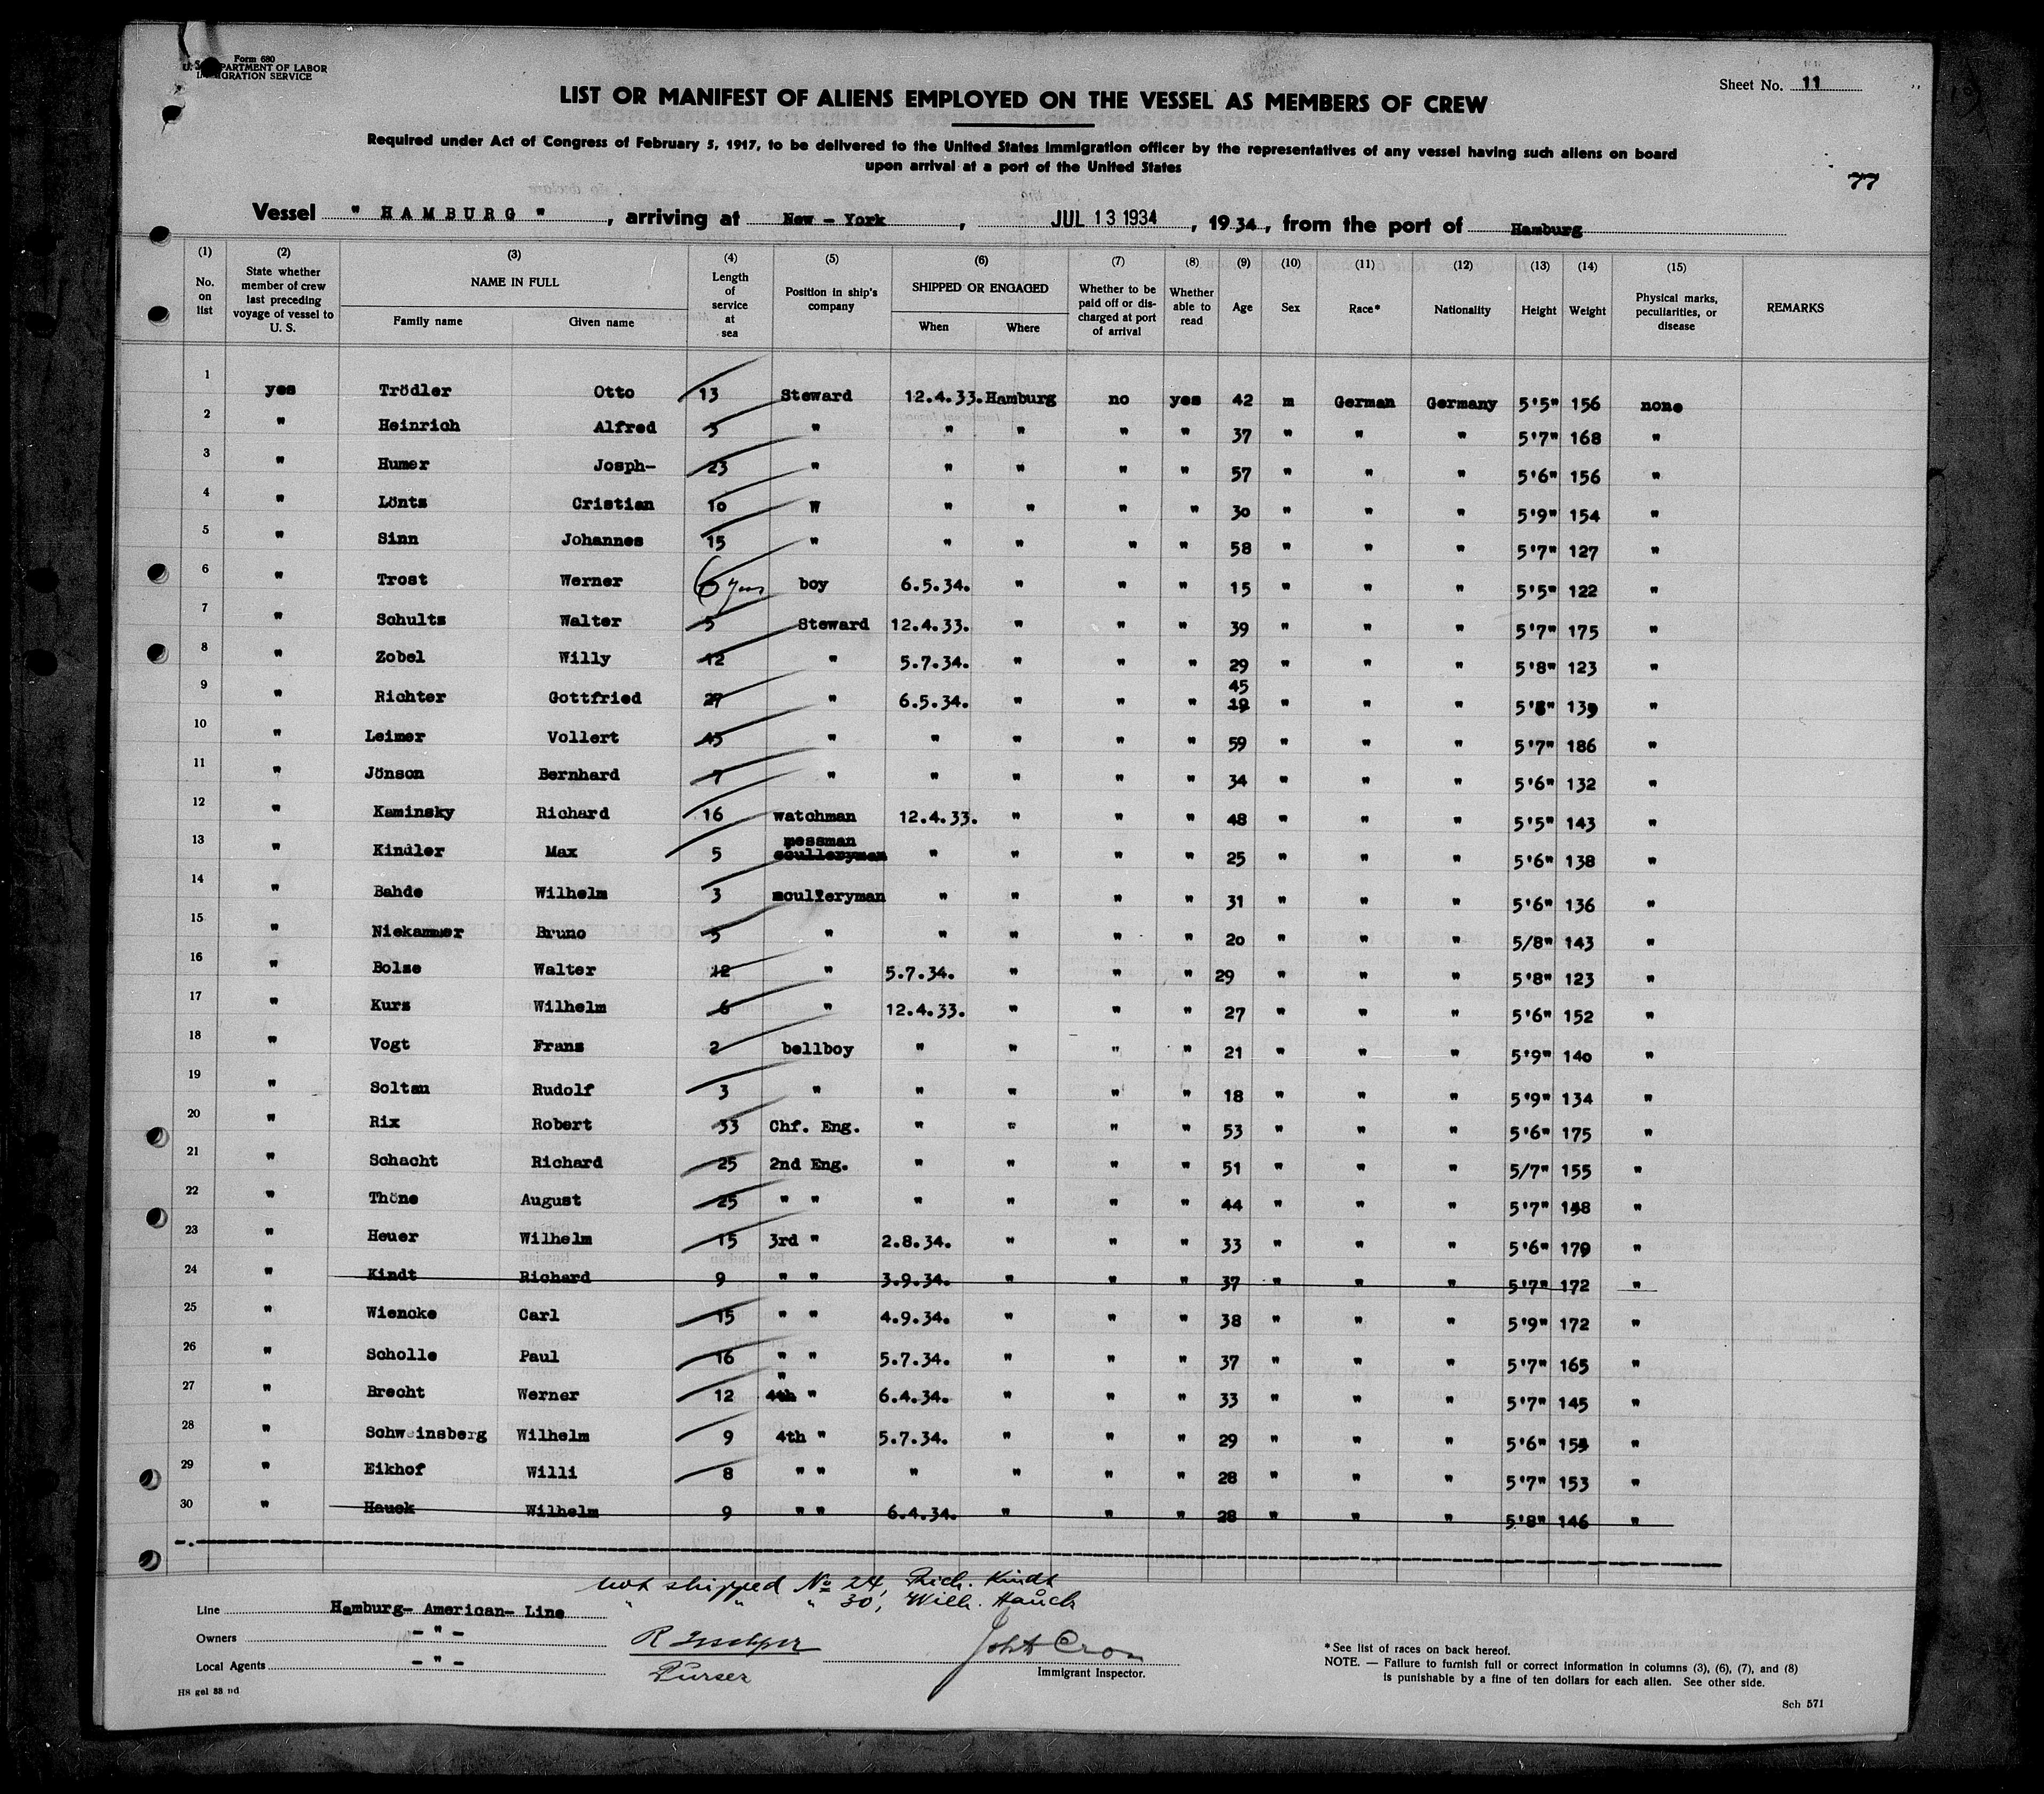 Form 680
U. S. DEPARTMENT OF LABOR
IMMIGRATION SERVICE
Sheet No. 11
LIST OR MANIFEST OF ALIENS EMPLOYED ON THE VESSEL AS MEMBERS OF CREW
Required under Act of Congress of February 5, 1917, to be delivered to the United States immigration officer by the representatives of any vessel having such aliens on board
upon arrival at a port of the United States
77
Vessel " HAMBURG ", arriving at New - York, JUL 13 1934, 1934, from the port of Hamburg
(1) No. on list (2) State whether member of crew last preceding voyage of vessel to U. S. (3) NAME IN FULL Family name Given name (4) Length of service at sea (5) Position in ship's company (6) SHIPPED OR ENGAGED When Where (7) Whether to be paid off or discharged at port of arrival (8) Whether able to read (9) Age (10) Sex (11) Race* (12) Nationality (13) Height (14) Weight (15) Physical marks, peculiarities, or disease REMARKS
1 yes Trödler Otto 13 Steward 12.4.33. Hamburg no yes 42 m German Germany 5'5" 156 none
2 " Heinrich Alfred 5 " " " " " 37 " " " 5'7" 168 "
3 " Humer Josph- 23 " " " " " 57 " " " 5'6" 156 "
4 " Löntz Cristian 10 " " " " " 30 " " " 5'9" 154 "
5 " Sinn Johannes 15 " " " " " 58 " " " 5'7" 127 "
6 " Trost Werner 6 boy 6.5.34. " " " 15 " " " 5'5" 122 "
7 " Schultz Walter 5 Steward 12.4.33. " " " 39 " " " 5'7" 175 "
8 " Zobel Willy 12 " 5.7.34. " " " 29 " " " 5'8" 123 "
9 " Richter Gottfried 27 " 6.5.34. " " " 45 19 " " " 5'8" 139 "
10 " Leimer Vollert 45 " " " " " 59 " " " 5'7" 186 "
11 " Jönson Bernhard 7 " " " " " 34 " " " 5'6" 132 "
12 " Kaminsky Richard 16 watchman 12.4.33. " " " 48 " " " 5'5" 143 "
13 " Kindler Max 5 messman sculleryman " " " " 25 " " " 5'6" 138 "
14 " Bahde Wilhelm 3 sculleryman " " " " 31 " " " 5'6" 136 "
15 " Niekammer Bruno 5 " " " " " 20 " " " 5/8" 143 "
16 " Bolze Walter 12 " 5.7.34. " " " 29 " " " 5'8" 123 "
17 " Kurz Wilhelm 6 " 12.4.33. " " " 27 " " " 5'6" 152 "
18 " Vogt Franz 2 bellboy " " " " 21 " " " 5'9" 140 "
19 " Soltau Rudolf 3 " " " " " 18 " " " 5'9" 134 "
20 " Rix Robert 33 Chf. Eng. " " " " 53 " " " 5'6" 175 "
21 " Schacht Richard 25 2nd Eng. " " " " 51 " " " 5/7" 155 "
22 " Thöne August 25 " " " " " " 44 " " " 5'7" 148 "
23 " Heuer Wilhelm 15 3rd " 2.8.34. " " " 33 " " " 5'6" 179 "
24 " Kindt Richard 9 " " 3.9.34. " " " 37 " " " 5'7" 172 "
25 " Wiencke Carl 15 " " 4.9.34. " " " 38 " " " 5'9" 172 "
26 " Scholle Paul 16 " " 5.7.34. " " " 37 " " " 5'7" 165 "
27 " Brecht Werner 12 " 4th " 6.4.34. " " " 33 " " " 5'7" 145 "
28 " Schweinsberg Wilhelm 9 4th " 5.7.34. " " " 29 " " " 5'6" "
29 " Eikhof Willi 8 " " " " " " 28 " " " 5'7" 153 "
30 " Hauck Wilhelm 9 " " 6.4.34. " " " 28 " " " 5'8" 146 "
not shipped No 24, Rich. Kindt
" " " 30, Wilh. Hauck
Line Hamburg- American- Line
Owners - " -
Local Agents - " -
Purser
Immigrant Inspector.
*See list of races on back hereof.
NOTE. — Failure to furnish full or correct information in columns (3), (6), (7), and (8)
is punishable by a fine of ten dollars for each alien. See other side.
HS gel 33 nd
Sch 571